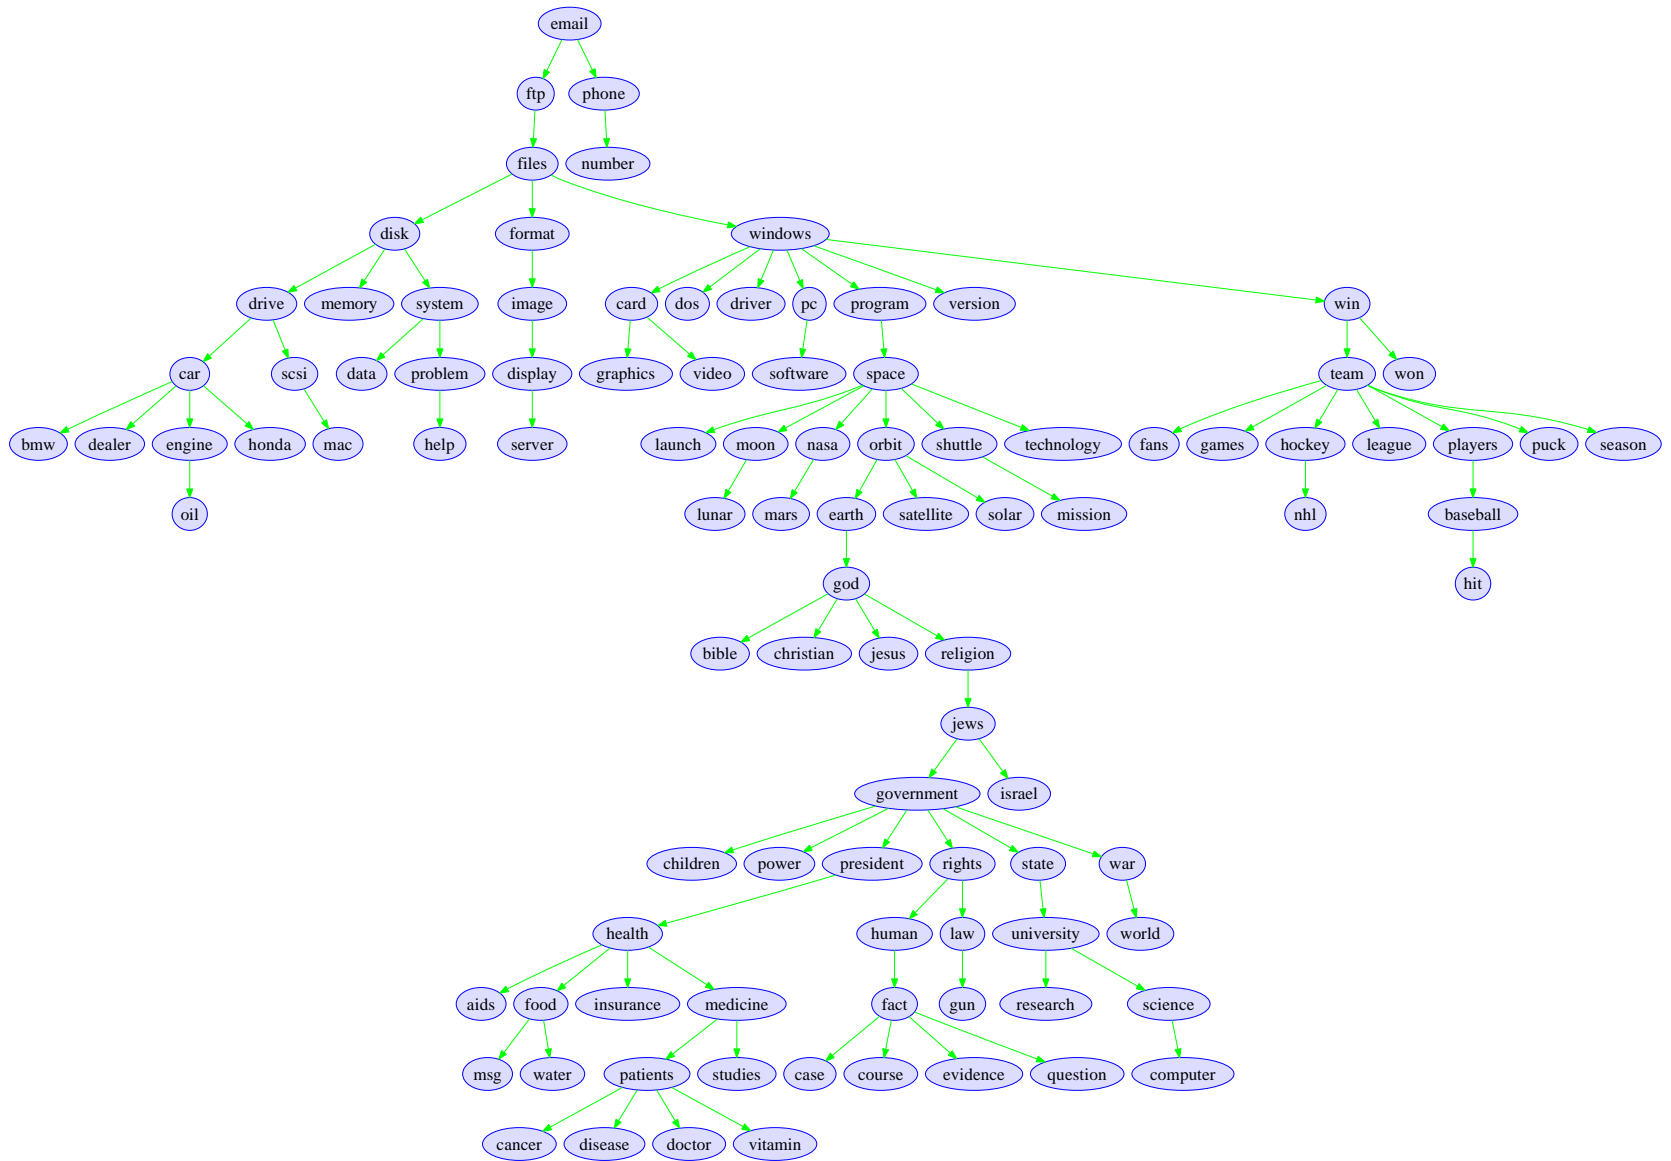 email
ftp phone
files number
disk format windows
drive memory system image card dos driver pc program version win
car scsi data problem display graphics video software space team won
bmw dealer engine honda mac help server launch moon nasa orbit shuttle technology fans games hockey league players puck season
oil lunar mars earth satellite solar mission nhl baseball
god hit
bible christian jesus religion
jews
government israel
children power president rights state war
health human law university world
aids food insurance medicine fact gun research science
msg water patients studies case course evidence question computer
cancer disease doctor vitamin